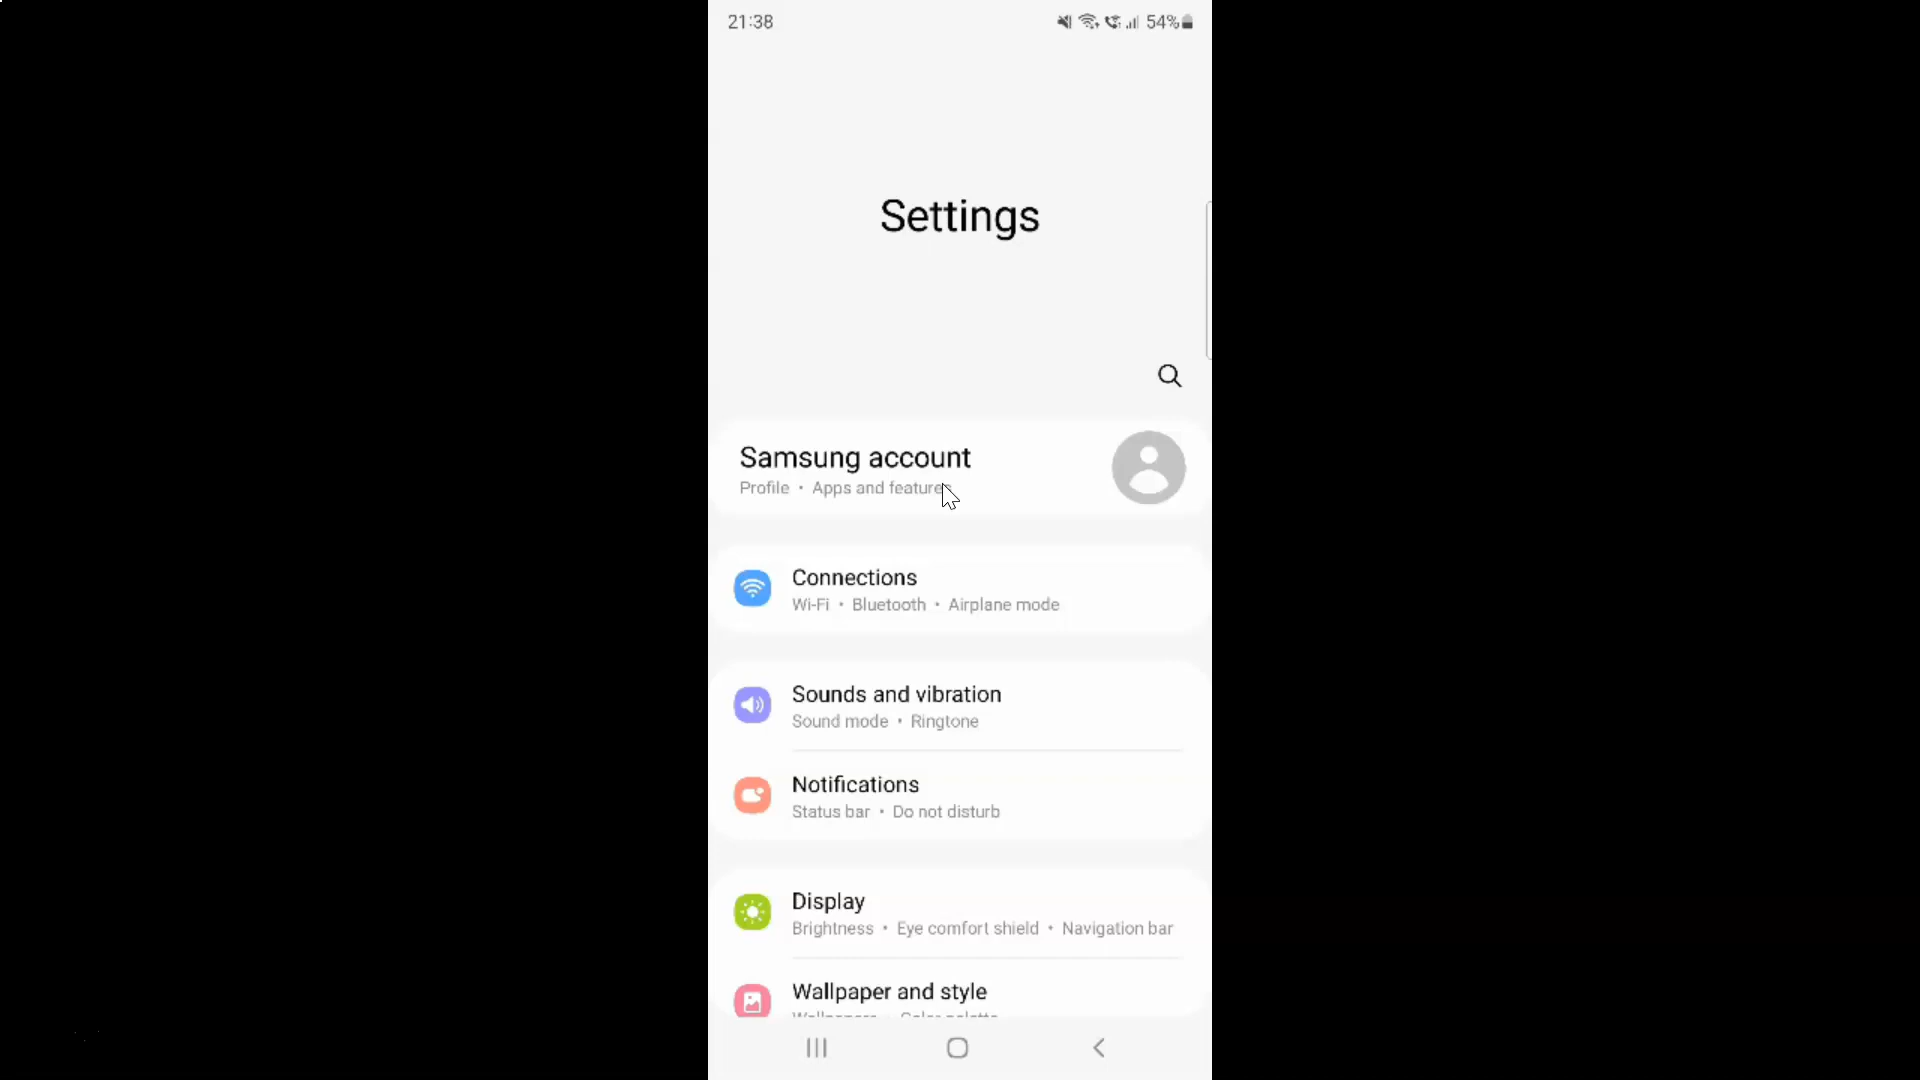 21:38 54%
Settings
Samsung account
Profile • Apps and features
Connections
Wi-Fi • Bluetooth • Airplane mode
Sounds and vibration
Sound mode • Ringtone
Notifications
Status bar • Do not disturb
Display
Brightness • Eye comfort shield • Navigation bar
Wallpaper and style
Wallpapers • Color palette